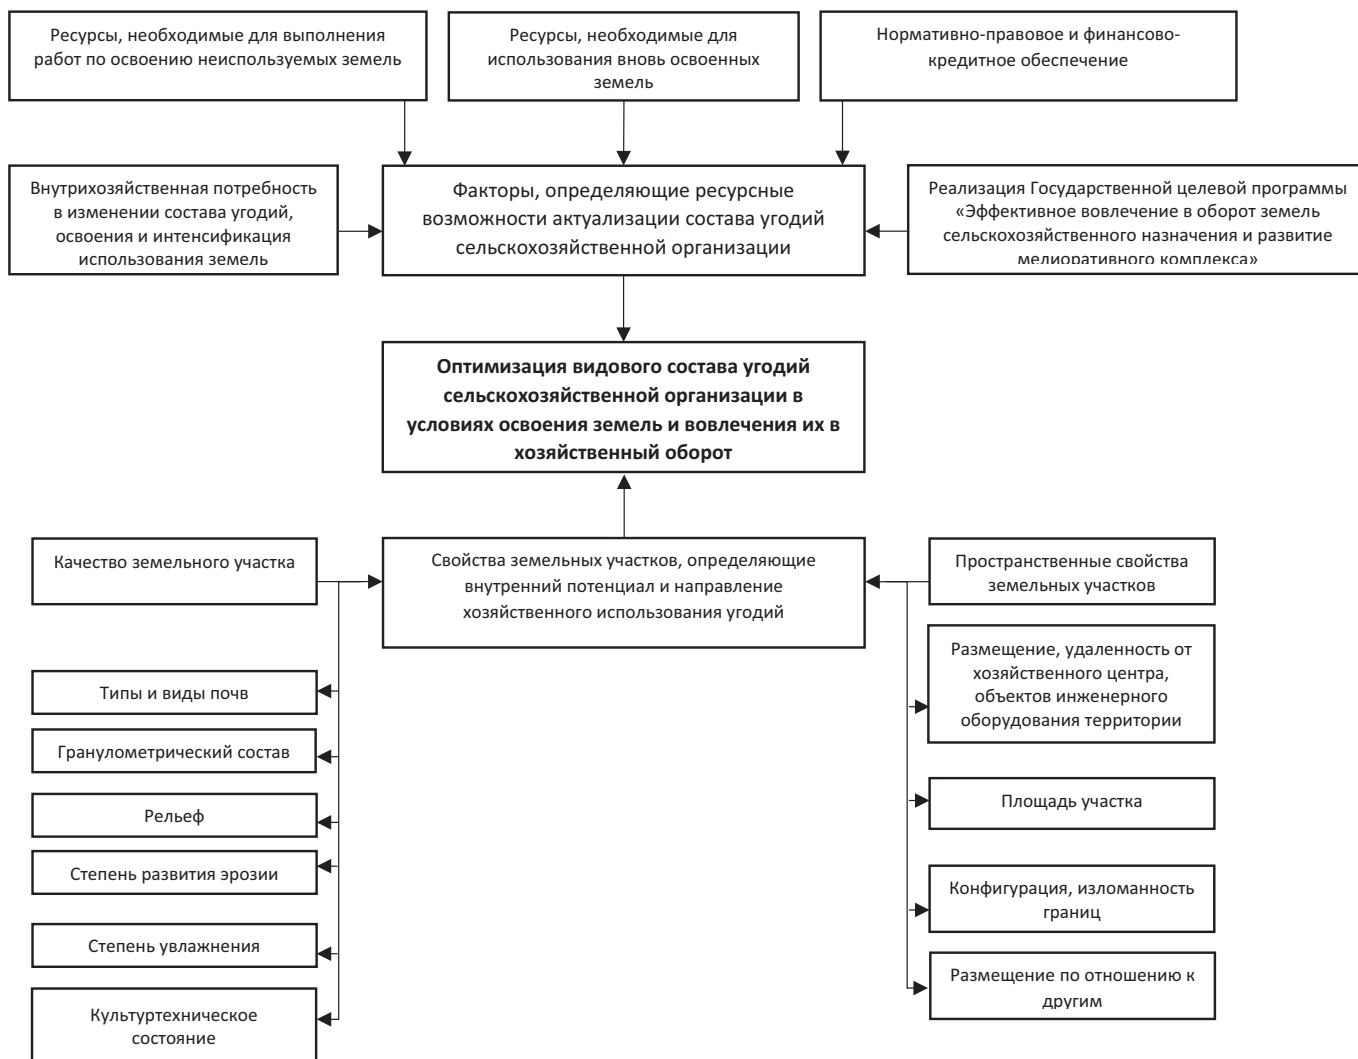 Ресурсы, необходимые для выполнения
работ по освоению неиспользуемых земель
Ресурсы, необходимые для
использования вновь освоенных
земель
Нормативно-правовое и финансово-
кредитное обеспечение
Внутрихозяйственная потребность
в изменении состава угодий,
освоения и интенсификация
использования земель
Факторы, определяющие ресурсные
возможности актуализации состава угодий
сельскохозяйственной организации
Реализация Государственной целевой программы
«Эффективное вовлечение в оборот земель
сельскохозяйственного назначения и развитие
мелиоративного комплекса»
Оптимизация видового состава угодий
сельскохозяйственной организации в
условиях освоения земель и вовлечения их в
хозяйственный оборот
Качество земельного участка
Свойства земельных участков, определяющие
внутренний потенциал и направление
хозяйственного использования угодий
Пространственные свойства
земельных участков
Типы и виды почв
Гранулометрический состав
Рельеф
Степень развития эрозии
Степень увлажнения
Культуртехническое
состояние
Размещение, удаленность от
хозяйственного центра,
объектов инженерного
оборудования территории
Площадь участка
Конфигурация, изломанность
границ
Размещение по отношению к
другим